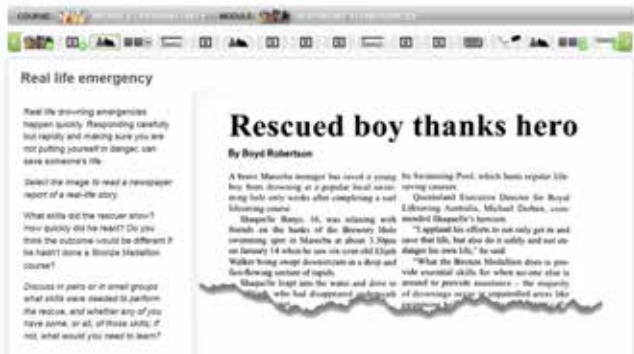 COURSE:
MODULE:
Real life emergency
Real life drowning emergencies
happen quickly. Responding carefully
but rapidly and making sure you are
not putting yourself in danger, can
save someone's life.
Select the image to read a newspaper
report of a real-life story.
What skills did the rescuer show?
How quickly did he react? Do you
think the outcome would be different if
he hadn't done a Bronze Medallion
course?
Discuss in pairs or in small groups
what skills were needed to perform
the rescue, and whether any of you
have some, or all, of those skills; if
not, what would you need to learn?
Rescued boy thanks hero
By Boyd Robertson
A brave Mareeba teenager has saved a young
boy from drowning at a popular local swim-
ming hole only weeks after completing a surf
lifesaving course.
Shaquelle Banjo, 16, was relaxing with
friends on the banks of the Brewery Hole
swimming spot in Mareeba at about 3.30pm
on January 14 when he saw six-year-old Elijah
Walker being swept downstream in a deep and
fast-flowing section of rapids.
Shaquelle leapt into the water and dove to
who had disappeared underneath
Swimming Pool, which hosts regular life-
saving courses.
Queensland Executive Director for Royal
Lifesaving Australia, Michael Darben, com-
mended Shaquelle's heroism.
"I applaud his efforts to not only get in and
save that life, but also do it safely and not en-
danger his own life," he said.
"What the Bronze Medallion does is pro-
vide essential skills for when no-one else is
around to provide assistance – the majority
of drownings occur in unpatrolled areas like